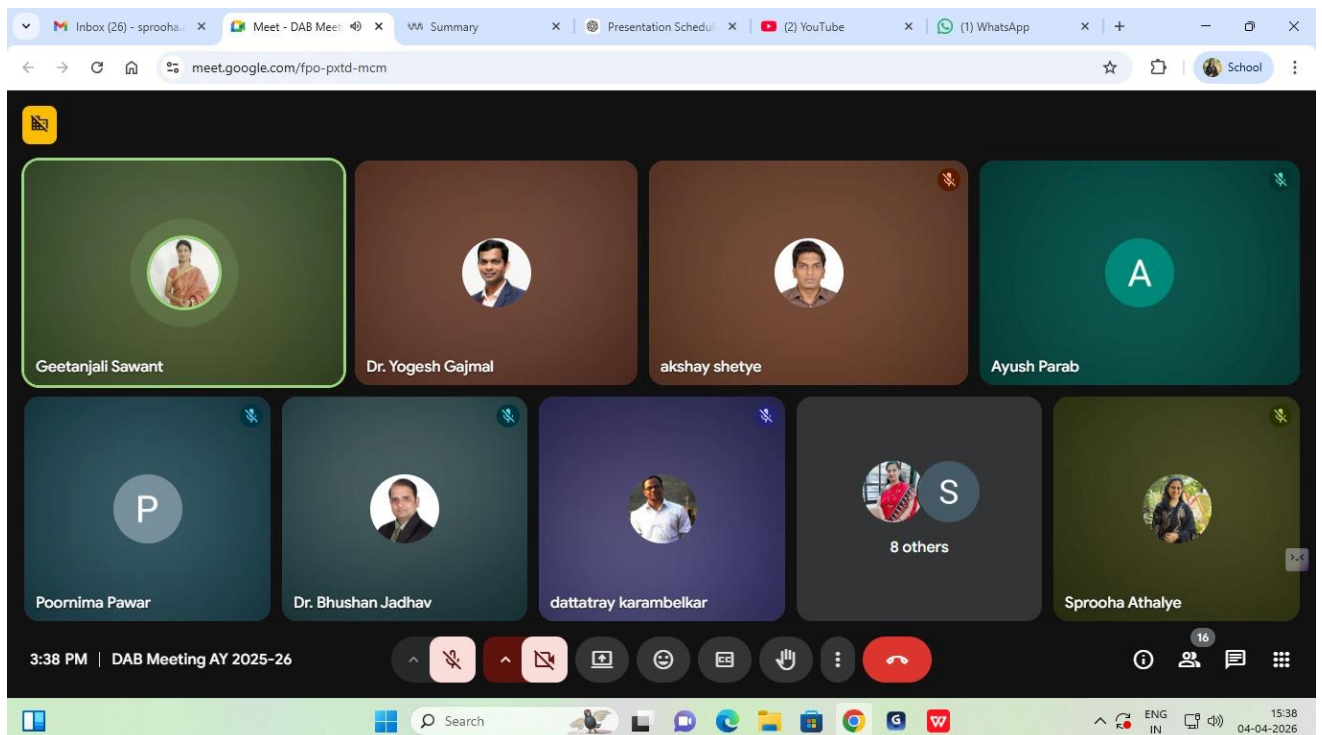 Inbox (26) - sprooha.a
Meet - DAB Meet
Summary
Presentation Schedul
(2) YouTube
(1) WhatsApp
meet.google.com/fpo-pxtd-mcm
School
Geetanjali Sawant
Dr. Yogesh Gajmal
akshay shetye
A
Ayush Parab
P
Poornima Pawar
Dr. Bhushan Jadhav
dattatray karambelkar
S
8 others
Sprooha Athalye
3:38 PM | DAB Meeting AY 2025-26
CC
16
Search
G
W
ENG
IN
15:38
04-04-2026